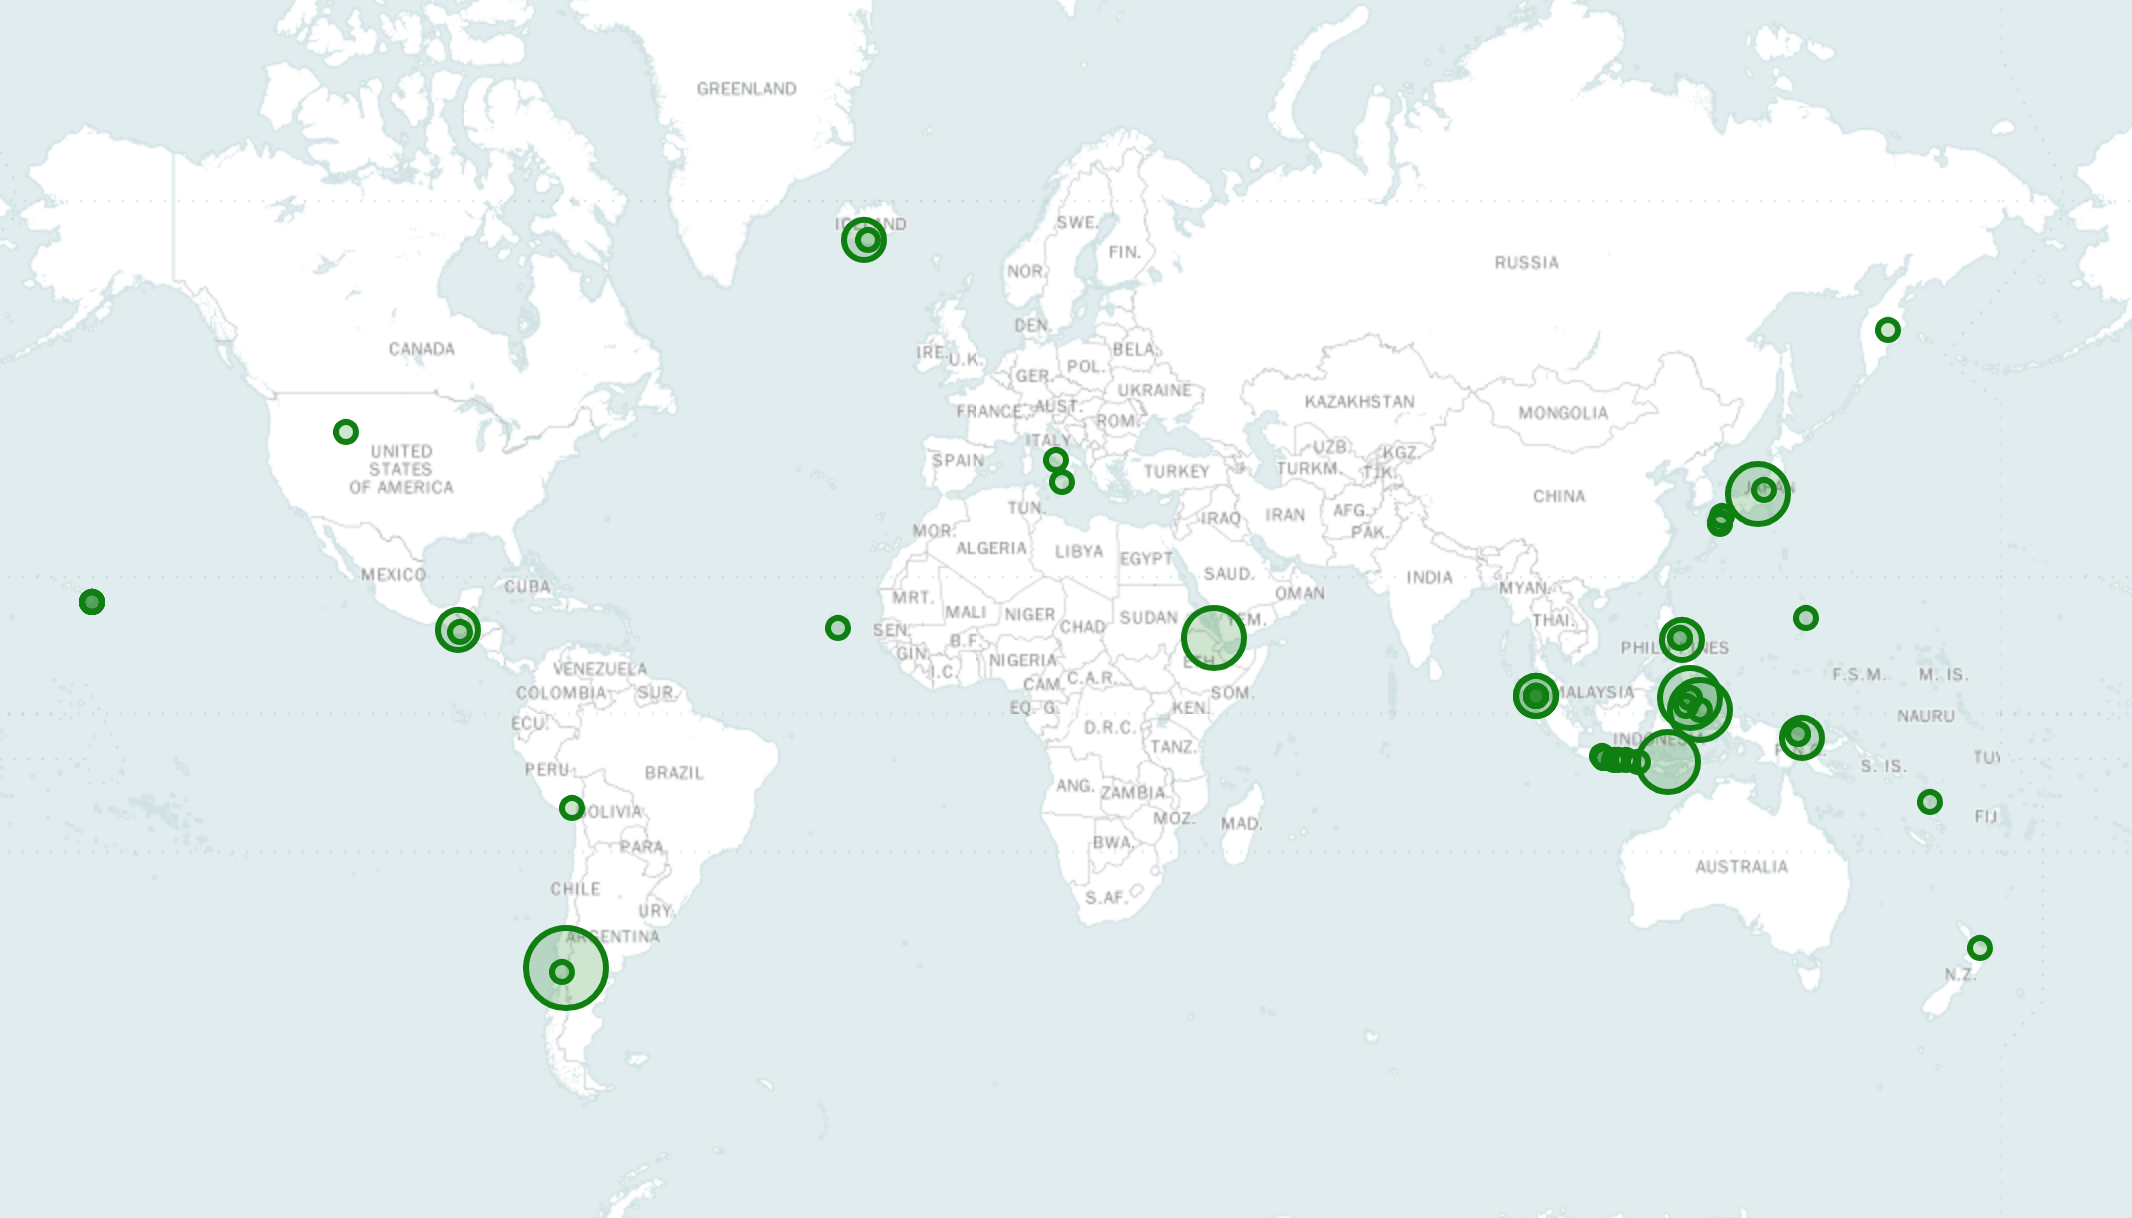 GREENLAND
ICELAND
SWE.
FIN.
NOR.
RUSSIA
DEN.
CANADA
IRE.
U.K.
BELA.
POL.
GER.
UKRAINE
FRANCE
AUST.
ROM.
KAZAKHSTAN
MONGOLIA
ITALY
UNITED
STATES
OF AMERICA
SPAIN
TURKEY
UZB.
KGZ.
TURKM.
TJK.
CHINA
JAPAN
TUN.
MOR.
ALGERIA
LIBYA
EGYPT
IRAQ
IRAN
AFG.
PAK.
MEXICO
CUBA
SAUD.
OMAN
INDIA
MYAN.
MRT.
MALI
NIGER
CHAD
SUDAN
YEM.
THAI.
SEN.
GIN.
B.F.
I.C.
NIGERIA
ETH.
PHILIPPINES
VENEZUELA
COLOMBIA
SUR.
CAM.
C.A.R.
SOM.
MALAYSIA
F.S.M.
M. IS.
ECU.
EQ. G.
KEN.
D.R.C.
NAURU
TANZ.
INDONESIA
P.N.G.
S. IS.
TUV
PERU
BRAZIL
ANG.
ZAMBIA
BOLIVIA
MOZ.
MAD.
FIJ
PARA.
BWA.
AUSTRALIA
CHILE
S.AF.
URY.
ARGENTINA
N.Z.